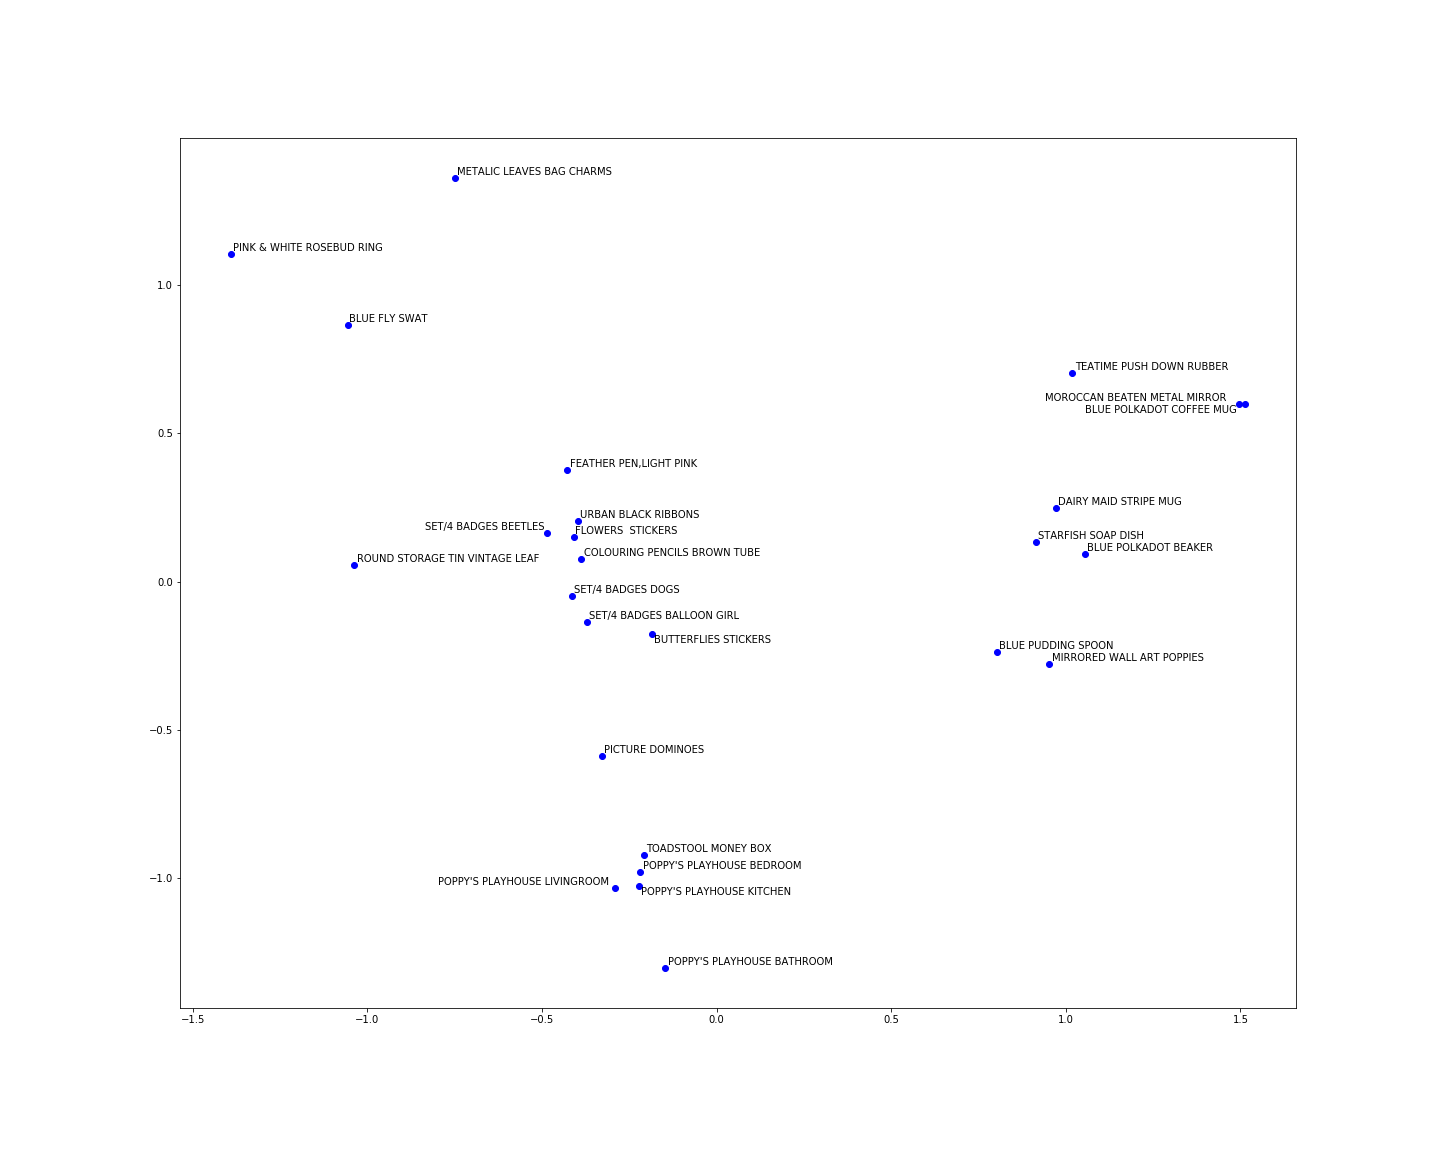 METALIC LEAVES BAG CHARMS
PINK & WHITE ROSEBUD RING
1.0
BLUE FLY SWAT
TEATIME PUSH DOWN RUBBER
MOROCCAN BEATEN METAL MIRROR
BLUE POLKADOT COFFEE MUG
0.5
FEATHER PEN,LIGHT PINK
DAIRY MAID STRIPE MUG
URBAN BLACK RIBBONS
SET/4 BADGES BEETLES
FLOWERS  STICKERS
STARFISH SOAP DISH
BLUE POLKADOT BEAKER
COLOURING PENCILS BROWN TUBE
ROUND STORAGE TIN VINTAGE LEAF
0.0
SET/4 BADGES DOGS
SET/4 BADGES BALLOON GIRL
BUTTERFLIES STICKERS
BLUE PUDDING SPOON
MIRRORED WALL ART POPPIES
−0.5
PICTURE DOMINOES
TOADSTOOL MONEY BOX
POPPY'S PLAYHOUSE BEDROOM
−1.0
POPPY'S PLAYHOUSE LIVINGROOM
POPPY'S PLAYHOUSE KITCHEN
POPPY'S PLAYHOUSE BATHROOM
−1.5 −1.0 −0.5 0.0 0.5 1.0 1.5